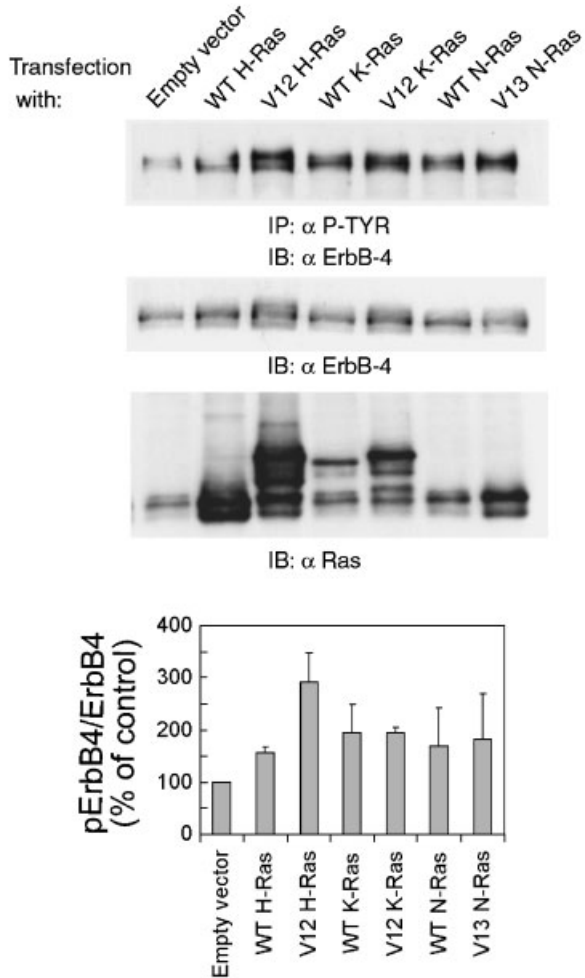 Transfection
with:
Empty vector
WT H-Ras
V12 H-Ras
WT K-Ras
V12 K-Ras
WT N-Ras
V13 N-Ras
IP: α P-TYR
IB: α ErbB-4
IB: α ErbB-4
IB: α Ras
pErbB4/ErbB4
(% of control)
400
300
200
100
0
Empty vector
WT H-Ras
V12 H-Ras
WT K-Ras
V12 K-Ras
WT N-Ras
V13 N-Ras